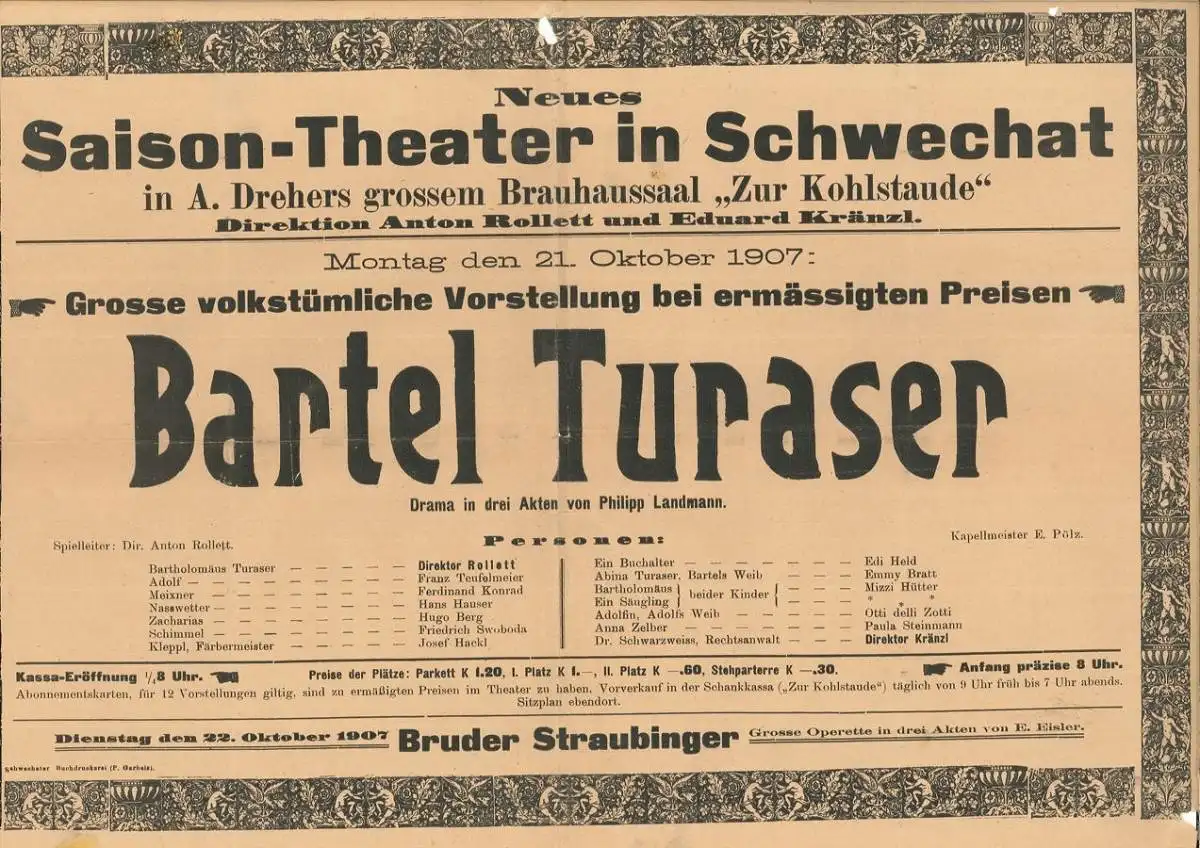 Neues
Saison-Theater in Schwechat
in A. Drehers grossem Brauhaussaal „Zur Kohlstaude“
Direktion Anton Rollett und Eduard Kränzl.
Montag den 21. Oktober 1907:
Grosse volkstümliche Vorstellung bei ermässigten Preisen
Bartel Turaser
Drama in drei Akten von Philipp Landmann.
Spielleiter: Dir. Anton Rollett.
Personen:
Kapellmeister E. Pölz.
Bartholomäus Turaser — — — — — Direktor Rollett
Adolf — — — — — — — — — Franz Teufelmeier
Meixner — — — — — — — — Ferdinand Konrad
Nasswetter — — — — — — — — Hans Hauser
Zacharias — — — — — — — — Hugo Berg
Schimmel — — — — — — — — Friedrich Swoboda
Kleppl, Färbermeister — — — — — Josef Hackl
Ein Buchalter — — — — — — — Edi Held
Abina Turaser, Bartels Weib — — — Emmy Bratt
Bartholomäus } beider Kinder { — — — Mizzi Hütter
Ein Säugling } beider Kinder { — — — * * *
Adolfin, Adolfs Weib — — — — Otti delli Zotti
Anna Zelber — — — — — — Paula Steinmann
Dr. Schwarzweiss, Rechtsanwalt — — — Direktor Kränzl
Kassa-Eröffnung 1/28 Uhr.
Preise der Plätze: Parkett K 1.20, I. Platz K 1.—, II. Platz K —.60, Stehparterre K —.30.
Anfang präzise 8 Uhr.
Abonnementskarten, für 12 Vorstellungen giltig, sind zu ermäßigten Preisen im Theater zu haben. Vorverkauf in der Schankkassa („Zur Kohlstaude“) täglich von 9 Uhr früh bis 7 Uhr abends.
Sitzplan ebendort.
Dienstag den 22. Oktober 1907 Bruder Straubinger Grosse Operette in drei Akten von E. Eisler.
Schwechater Buchdruckerei